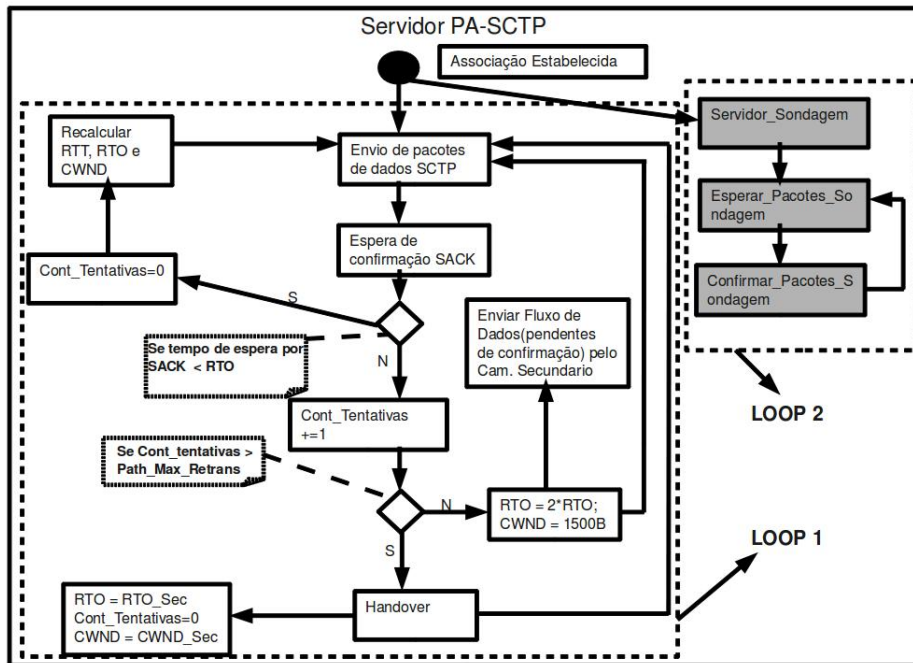 Servidor PA-SCTP
Associação Estabelecida
Recalcular
RTT, RTO e
CWND
Envio de pacotes
de dados SCTP
Servidor_Sondagem
Esperar_Pacotes_So
ndagem
Confirmar_Pacotes_S
ondagem
Espera de
confirmação SACK
Cont_Tentativas=0
S
Enviar Fluxo de
Dados(pendentes
de confirmação) pelo
Cam. Secundario
Se tempo de espera por
SACK < RTO
N
LOOP 2
Cont_Tentativas
+=1
Se Cont_tentativas >
Path_Max_Retrans
N
RTO = 2*RTO;
CWND = 1500B
S
LOOP 1
RTO = RTO_Sec
Cont_Tentativas=0
CWND = CWND_Sec
Handover